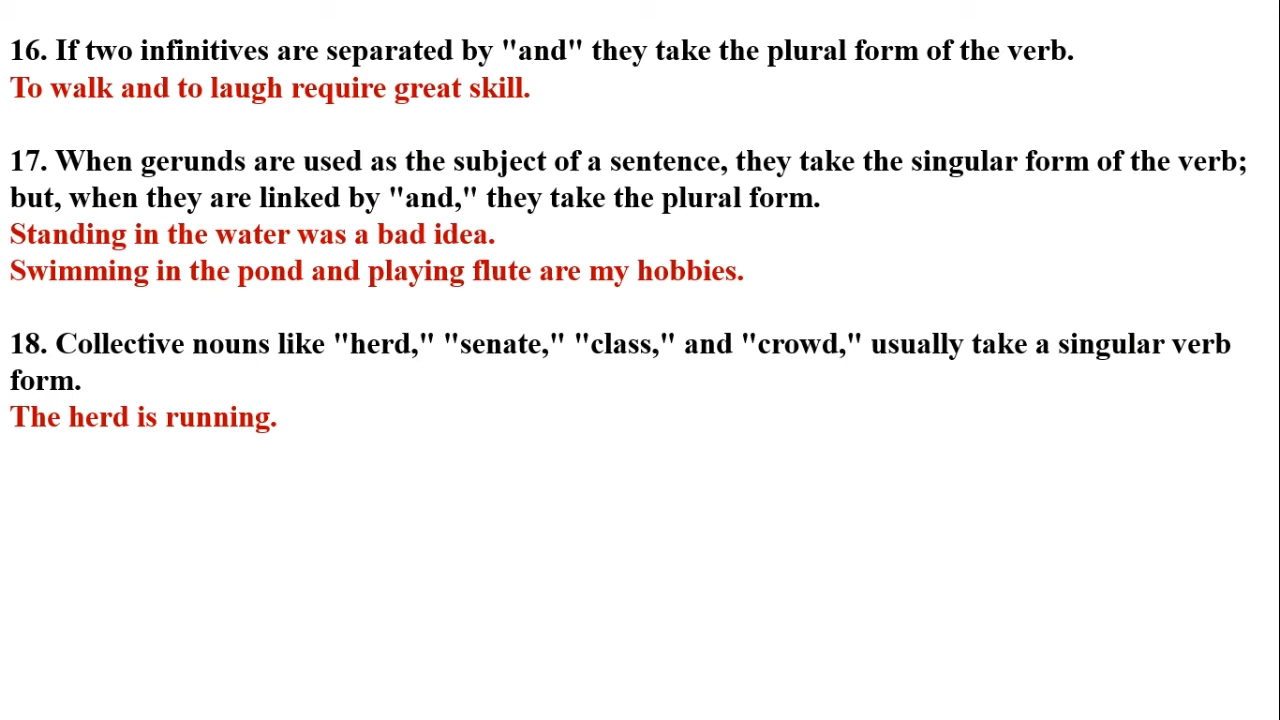 16. If two infinitives are separated by "and" they take the plural form of the verb.
To walk and to laugh require great skill.
17. When gerunds are used as the subject of a sentence, they take the singular form of the verb;
but, when they are linked by "and," they take the plural form.
Standing in the water was a bad idea.
Swimming in the pond and playing flute are my hobbies.
18. Collective nouns like "herd," "senate," "class," and "crowd," usually take a singular verb
form.
The herd is running.